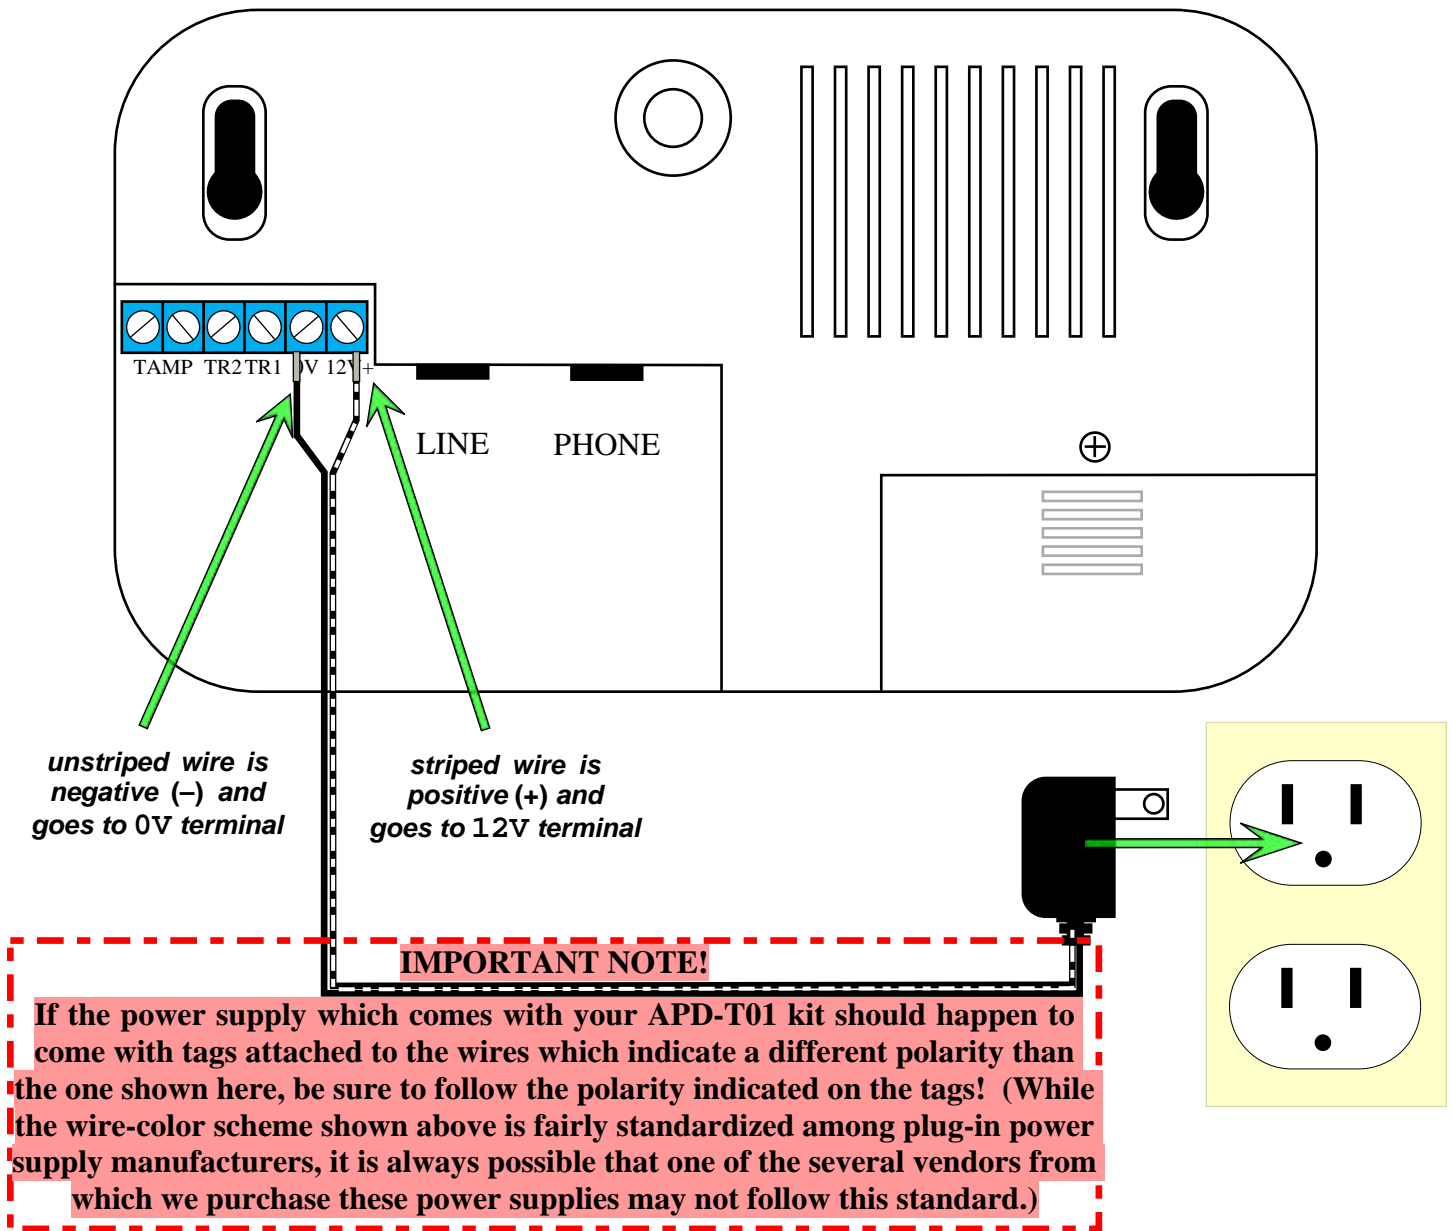 TAMP TR2 TR1 0V 12V+
LINE PHONE
unstriped wire is
negative (–) and
goes to 0V terminal
striped wire is
positive (+) and
goes to 12V terminal
IMPORTANT NOTE!
If the power supply which comes with your APD-T01 kit should happen to
come with tags attached to the wires which indicate a different polarity than
the one shown here, be sure to follow the polarity indicated on the tags! (While
the wire-color scheme shown above is fairly standardized among plug-in power
supply manufacturers, it is always possible that one of the several vendors from
which we purchase these power supplies may not follow this standard.)